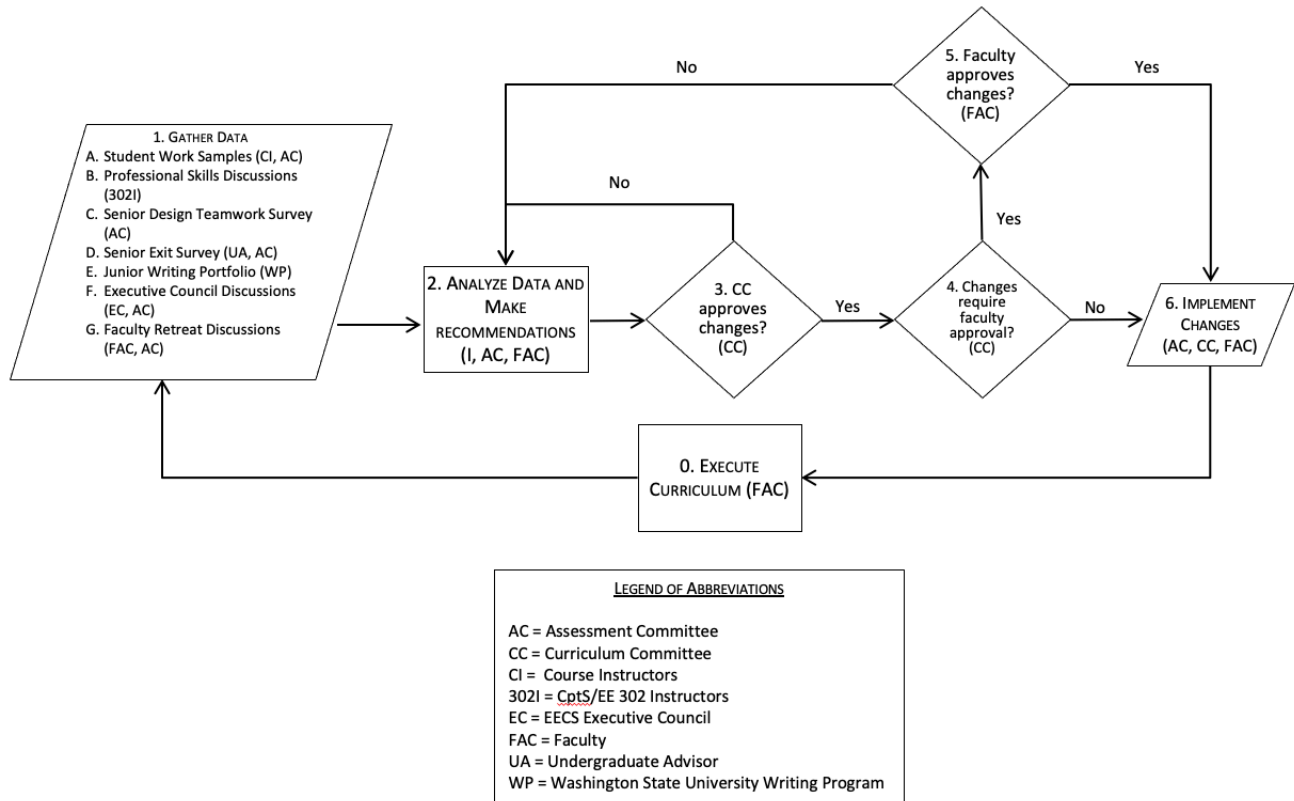 1. GATHER DATA
A. Student Work Samples (CI, AC)
B. Professional Skills Discussions
(302I)
C. Senior Design Teamwork Survey
(AC)
D. Senior Exit Survey (UA, AC)
E. Junior Writing Portfolio (WP)
F. Executive Council Discussions
(EC, AC)
G. Faculty Retreat Discussions
(FAC, AC)
2. ANALYZE DATA AND
MAKE
RECOMMENDATIONS
(I, AC, FAC)
No
No
3. CC
approves
changes?
(CC)
Yes
4. Changes
require
faculty
approval?
(CC)
Yes
No
5. Faculty
approves
changes?
(FAC)
Yes
6. IMPLEMENT
CHANGES
(AC, CC, FAC)
0. EXECUTE
CURRICULUM (FAC)
LEGEND OF ABBREVIATIONS
AC = Assessment Committee
CC = Curriculum Committee
CI = Course Instructors
302I = CptS/EE 302 Instructors
EC = EECS Executive Council
FAC = Faculty
UA = Undergraduate Advisor
WP = Washington State University Writing Program